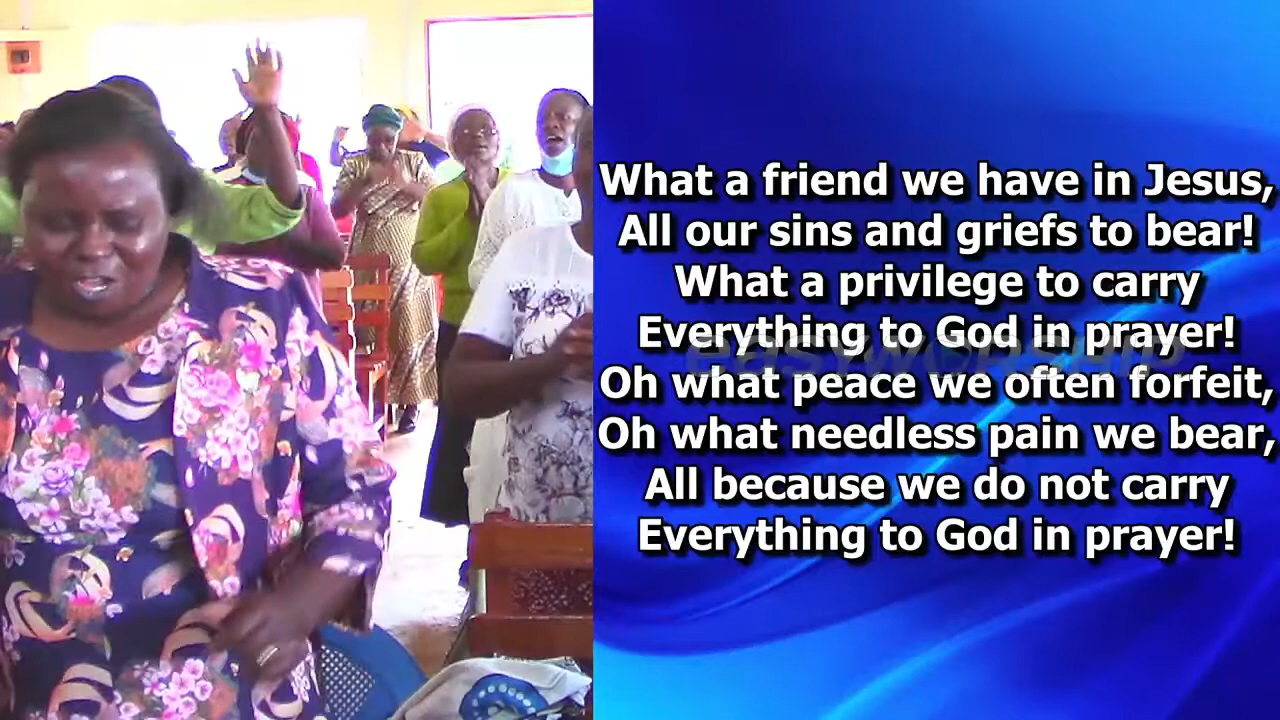 What a friend we have in Jesus,
All our sins and griefs to bear!
What a privilege to carry
Everything to God in prayer!
easyworship
Oh what peace we often forfeit,
Oh what needless pain we bear,
All because we do not carry
Everything to God in prayer!